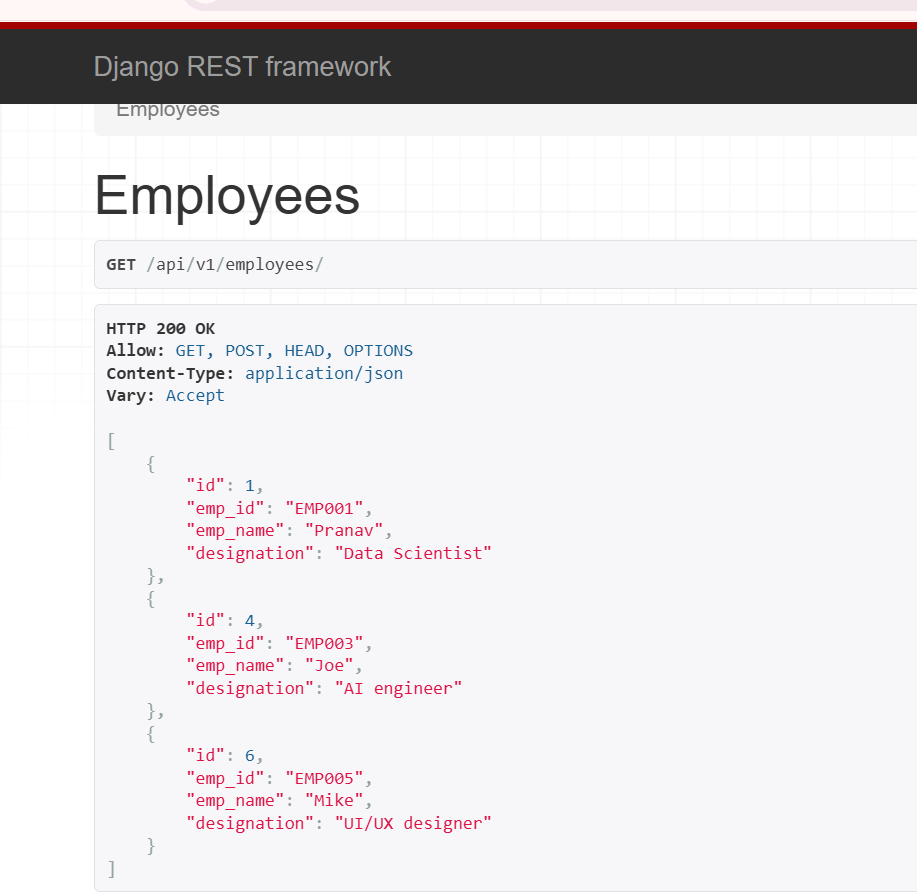 Django REST framework
Employees
Employees
GET /api/v1/employees/
HTTP 200 OK
Allow: GET, POST, HEAD, OPTIONS
Content-Type: application/json
Vary: Accept
[
    {
        "id": 1,
        "emp_id": "EMP001",
        "emp_name": "Pranav",
        "designation": "Data Scientist"
    },
    {
        "id": 4,
        "emp_id": "EMP003",
        "emp_name": "Joe",
        "designation": "AI engineer"
    },
    {
        "id": 6,
        "emp_id": "EMP005",
        "emp_name": "Mike",
        "designation": "UI/UX designer"
    }
]